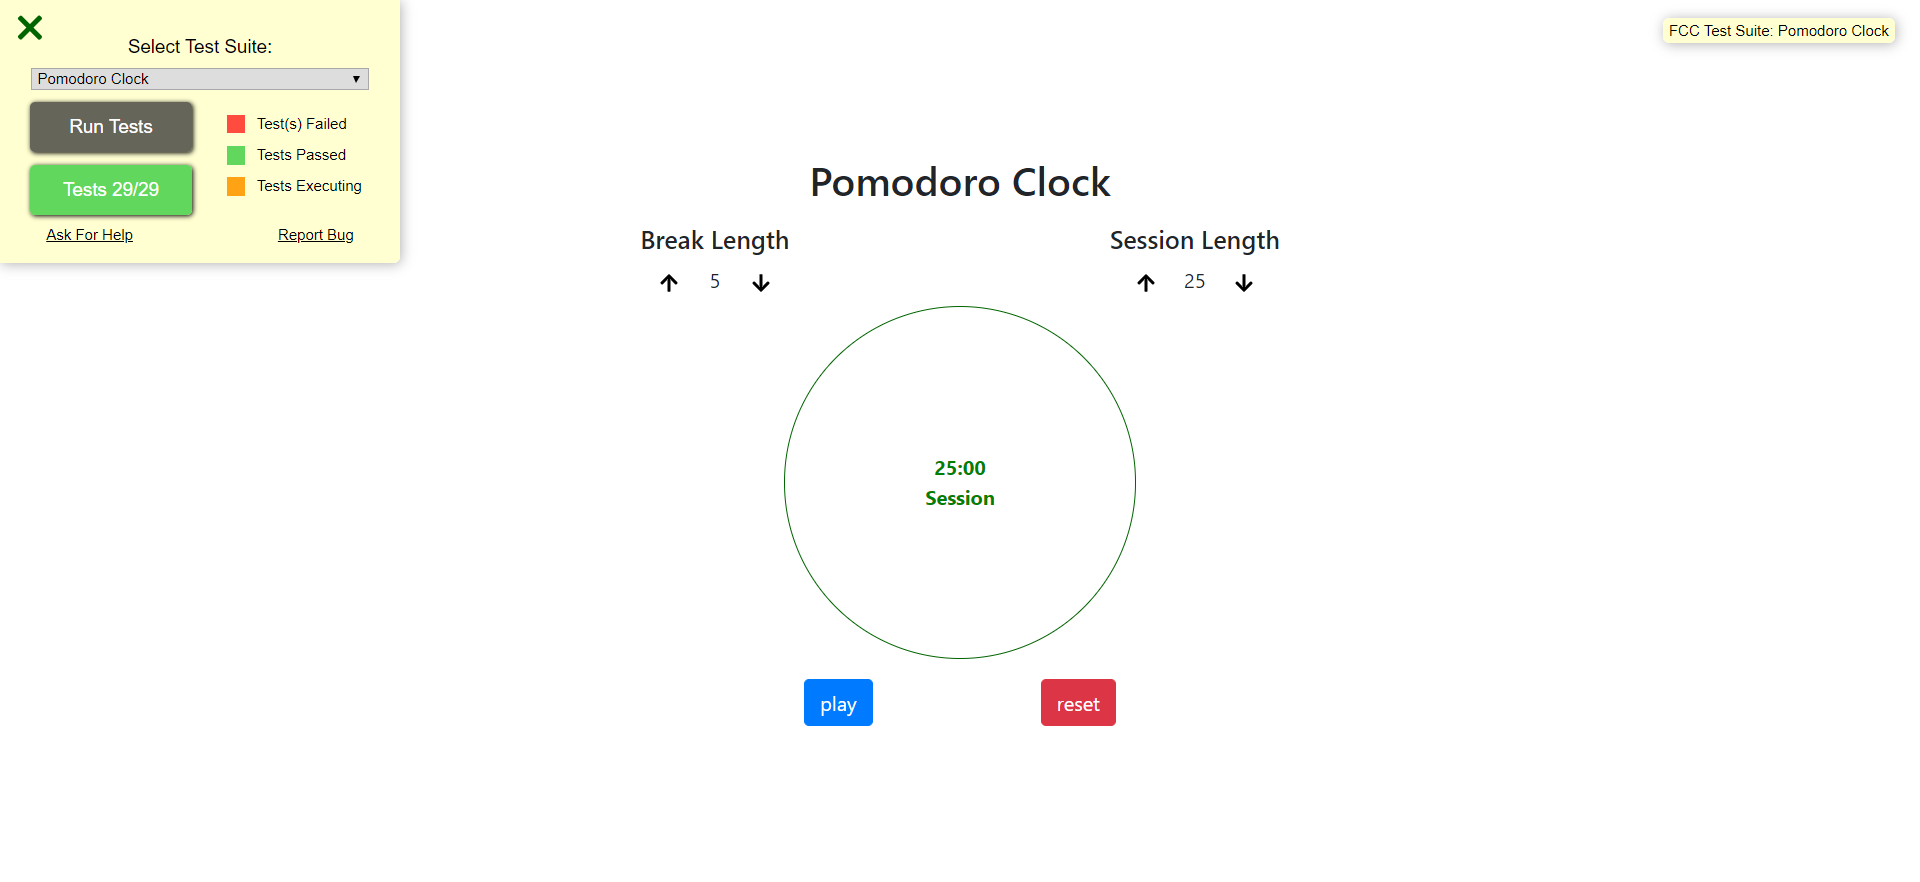 Select Test Suite:
Pomodoro Clock
Run Tests
Tests 29/29
Test(s) Failed
Tests Passed
Tests Executing
Ask For Help
Report Bug
FCC Test Suite: Pomodoro Clock
Pomodoro Clock
Break Length
5
Session Length
25
25:00
Session
play
reset